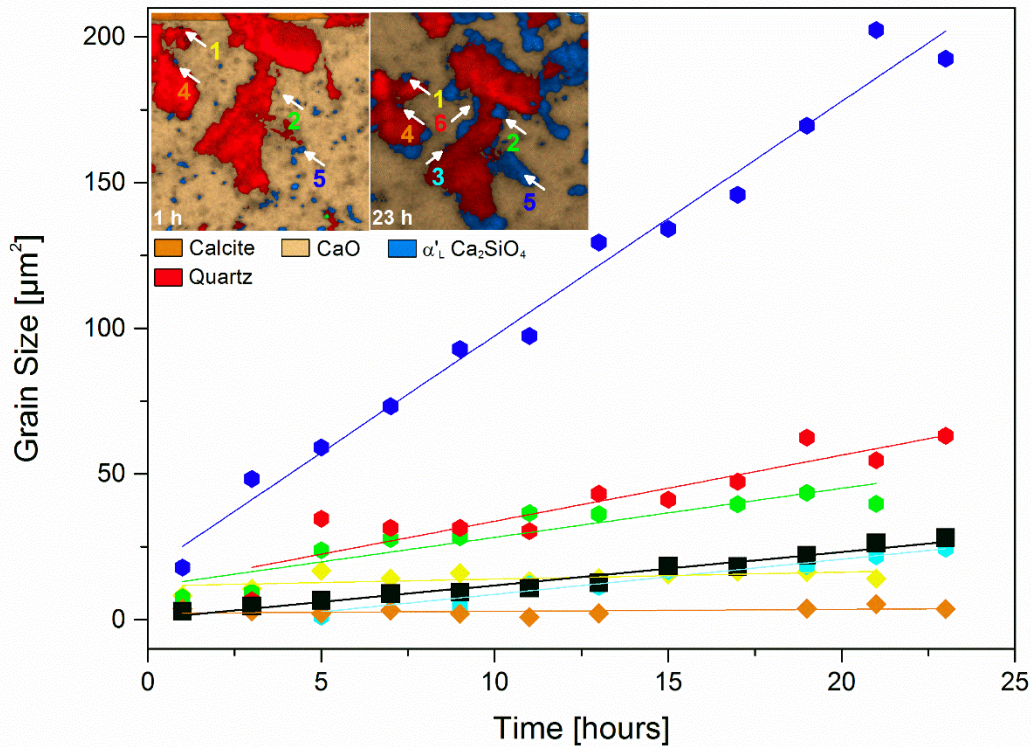 200
150
100
50
0
0
5
10
15
20
25
Grain Size [µm²]
Time [hours]
1
4
2
5
1 h
1
6
4
2
3
5
23 h
Calcite
CaO
α'L Ca₂SiO₄
Quartz